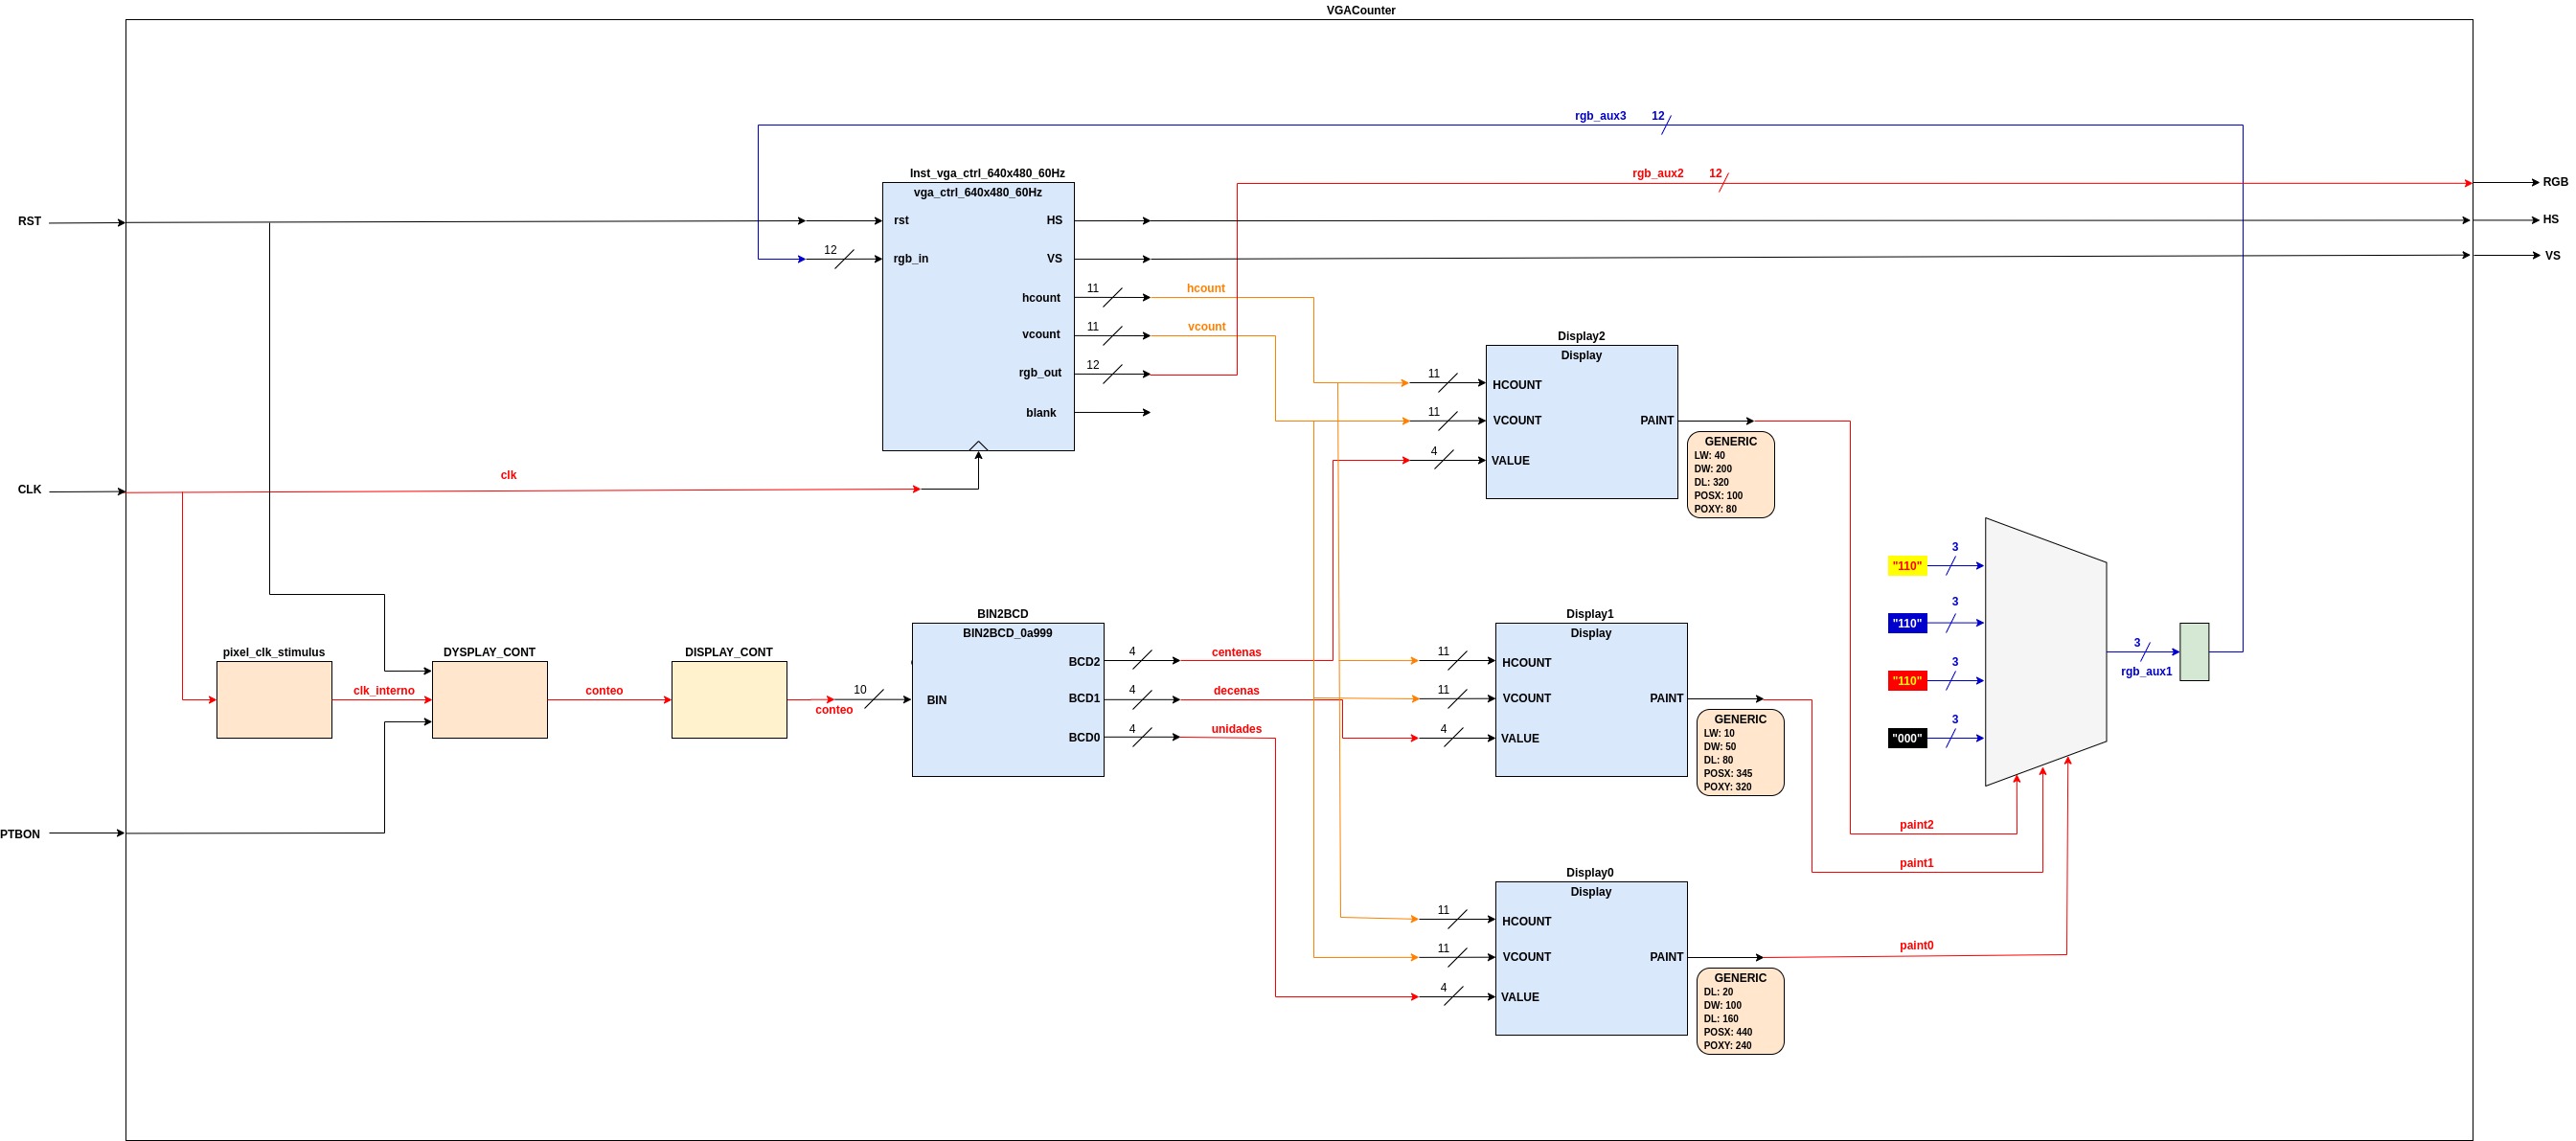 VGACounter
rgb_aux3 12
Inst_vga_ctrl_640x480_60Hz
rgb_aux2 12
RGB
vga_ctrl_640x480_60Hz
RST
rst
HS
HS
12
rgb_in
VS
VS
hcount
11
hcount
vcount
11
vcount
rgb_out
12
blank
Display2
Display
11
HCOUNT
11
VCOUNT
PAINT
4
VALUE
GENERIC
LW: 40
DW: 200
DL: 320
POSX: 100
POXY: 80
CLK
clk
"110"
3
"110"
3
"110"
3
"000"
3
3
rgb_aux1
pixel_clk_stimulus
clk_interno
DYSPLAY_CONT
conteo
DISPLAY_CONT
conteo
10
BIN2BCD
BIN2BCD_0a999
BIN
BCD2
4
centenas
BCD1
4
decenas
BCD0
4
unidades
Display1
Display
11
HCOUNT
11
VCOUNT
PAINT
4
VALUE
GENERIC
LW: 10
DW: 50
DL: 80
POSX: 345
POXY: 320
PTBON
paint2
paint1
paint0
Display0
Display
11
HCOUNT
11
VCOUNT
PAINT
4
VALUE
GENERIC
DL: 20
DW: 100
DL: 160
POSX: 440
POXY: 240